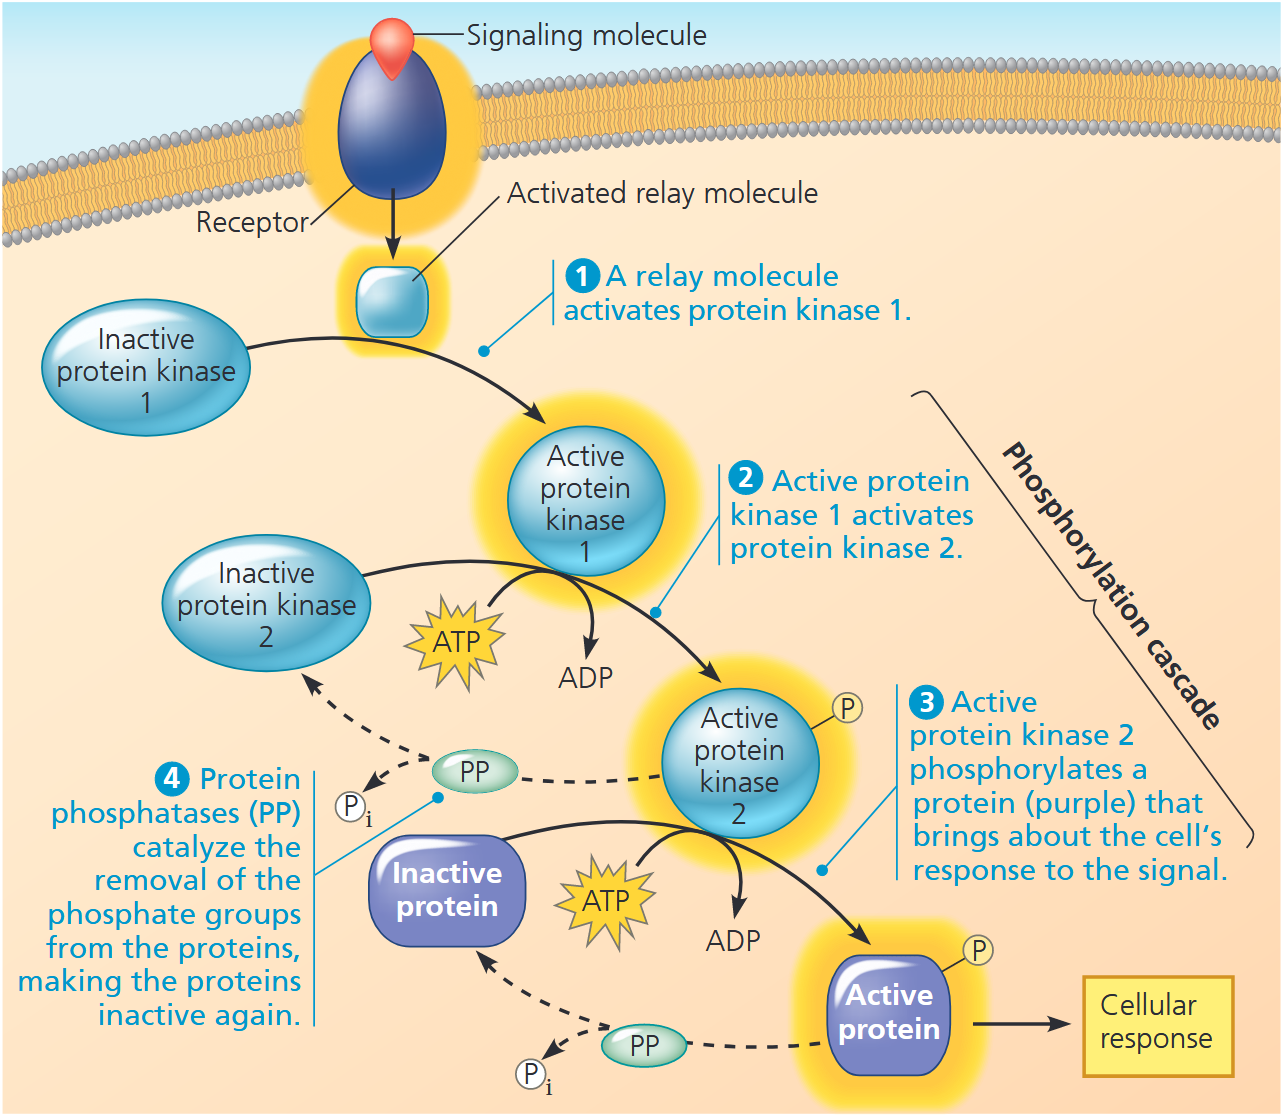 Signaling molecule
Activated relay molecule
Receptor
1 A relay molecule
activates protein kinase 1.
Inactive
protein kinase
1
Active
protein
kinase
1
2 Active protein
kinase 1 activates
protein kinase 2.
Phosphorylation cascade
Inactive
protein kinase
2
ATP
ADP
Active
protein
kinase
2
P
3 Active
protein kinase 2
phosphorylates a
protein (purple) that
brings about the cell's
response to the signal.
PP
Pi
4 Protein
phosphatases (PP)
catalyze the
removal of the
phosphate groups
from the proteins,
making the proteins
inactive again.
Inactive
protein
ATP
ADP
Active
protein
P
PP
Pi
Cellular
response